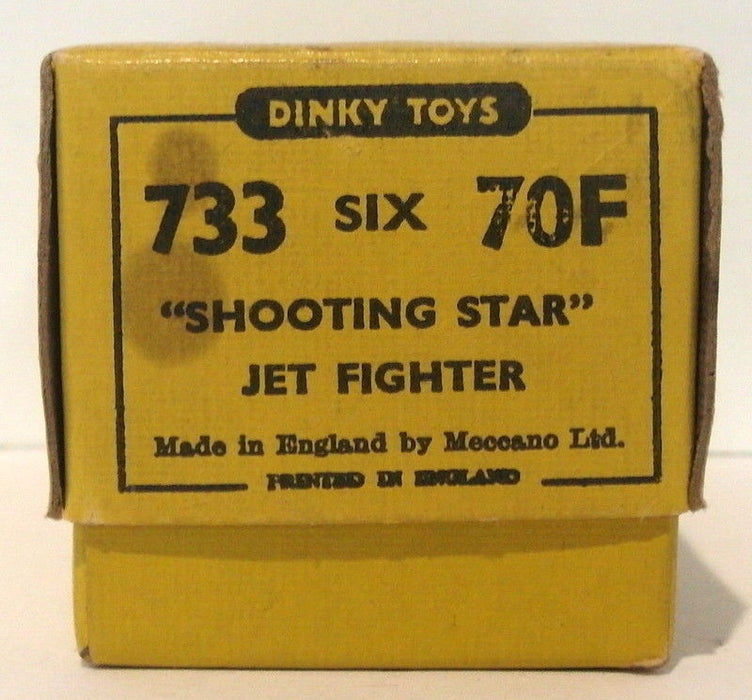 DINKY TOYS
733 SIX 70F
“SHOOTING STAR”
JET FIGHTER
Made in England by Meccano Ltd.
PRINTED IN ENGLAND